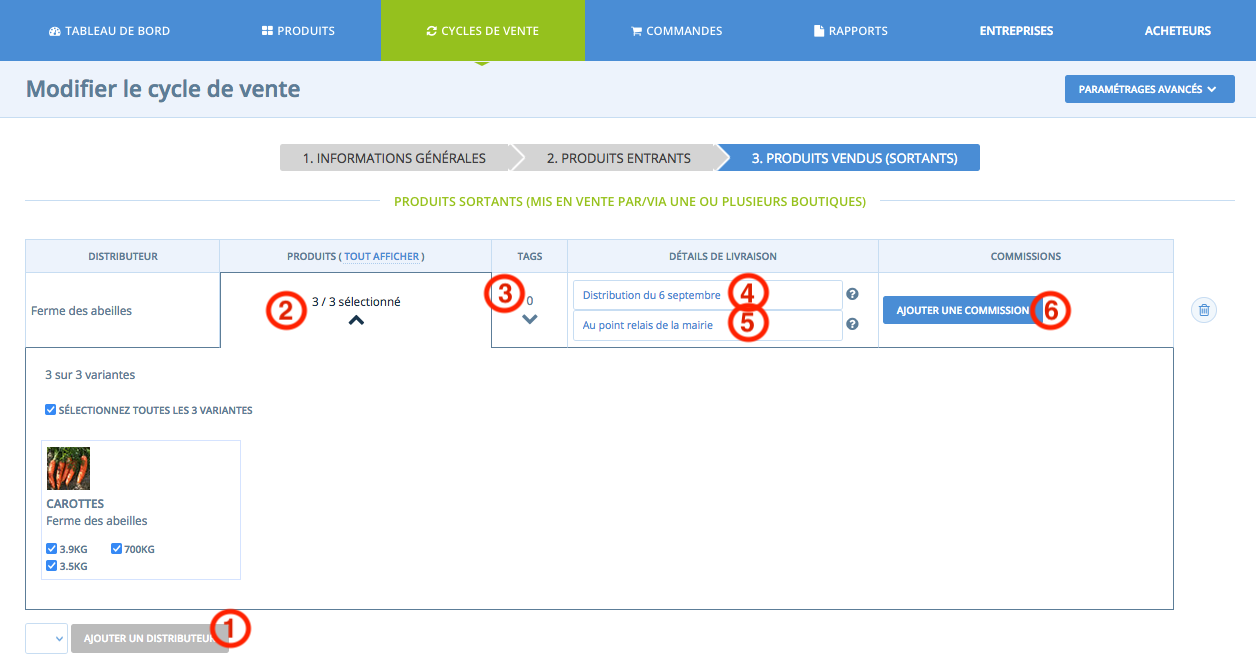 TABLEAU DE BORD PRODUITS CYCLES DE VENTE COMMANDES RAPPORTS ENTREPRISES ACHETEURS
Modifier le cycle de vente PARAMÉTRAGES AVANCÉS
1. INFORMATIONS GÉNÉRALES 2. PRODUITS ENTRANTS 3. PRODUITS VENDUS (SORTANTS)
PRODUITS SORTANTS (MIS EN VENTE PAR/VIA UNE OU PLUSIEURS BOUTIQUES)
DISTRIBUTEUR PRODUITS ( TOUT AFFICHER ) TAGS DÉTAILS DE LIVRAISON COMMISSIONS
Ferme des abeilles 2 3 / 3 sélectionné 3 0 Distribution du 6 septembre 4 ?
Au point relais de la mairie 5 ? AJOUTER UNE COMMISSION 6
3 sur 3 variantes
SÉLECTIONNEZ TOUTES LES 3 VARIANTES
CAROTTES
Ferme des abeilles
3.9KG 700KG
3.5KG
AJOUTER UN DISTRIBUTEUR 1